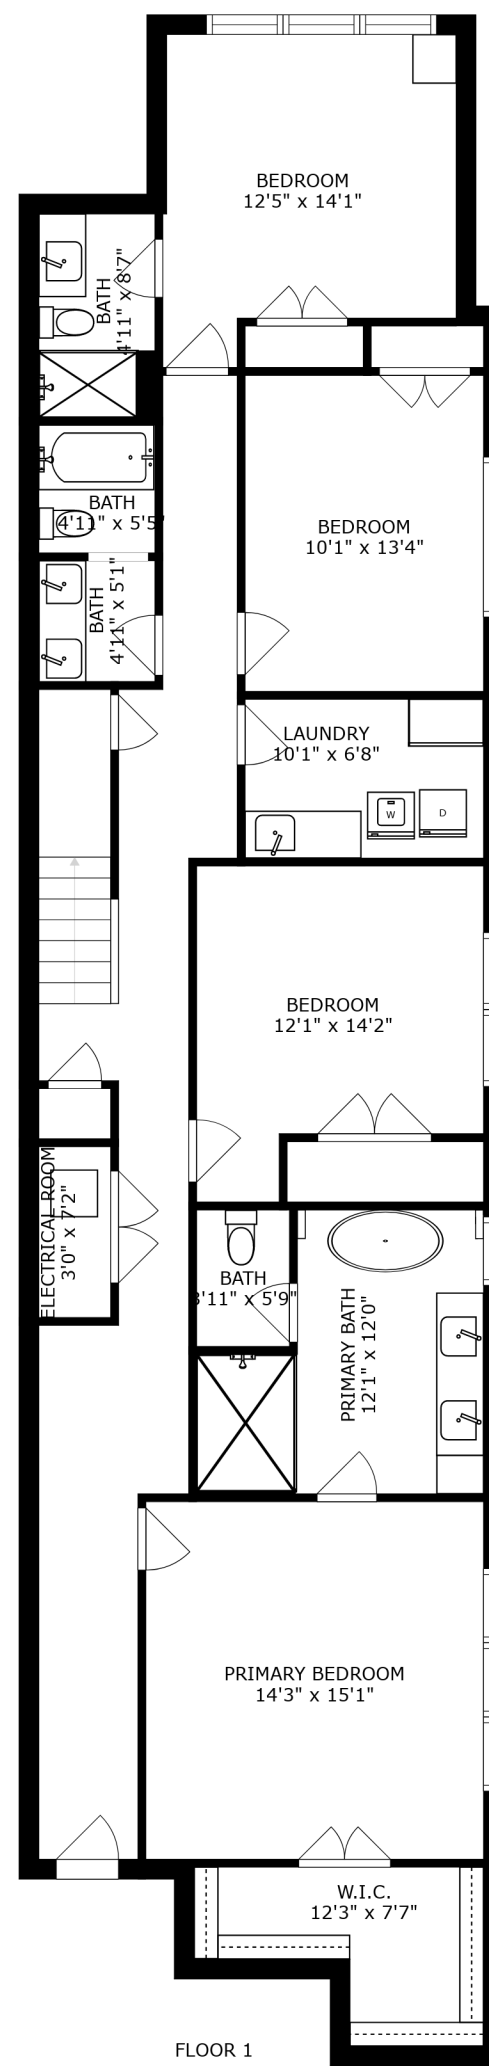 BEDROOM
12'5" x 14'1"
BATH
4'11" x 8'7"
BEDROOM
10'1" x 13'4"
BATH
4'11" x 5'5"
BATH
4'11" x 5'1"
LAUNDRY
10'1" x 6'8"
W
D
BEDROOM
12'1" x 14'2"
ELECTRICAL ROOM
3'0" x 7'2"
BATH
3'11" x 5'9"
PRIMARY BATH
12'1" x 12'0"
PRIMARY BEDROOM
14'3" x 15'1"
W.I.C.
12'3" x 7'7"
FLOOR 1